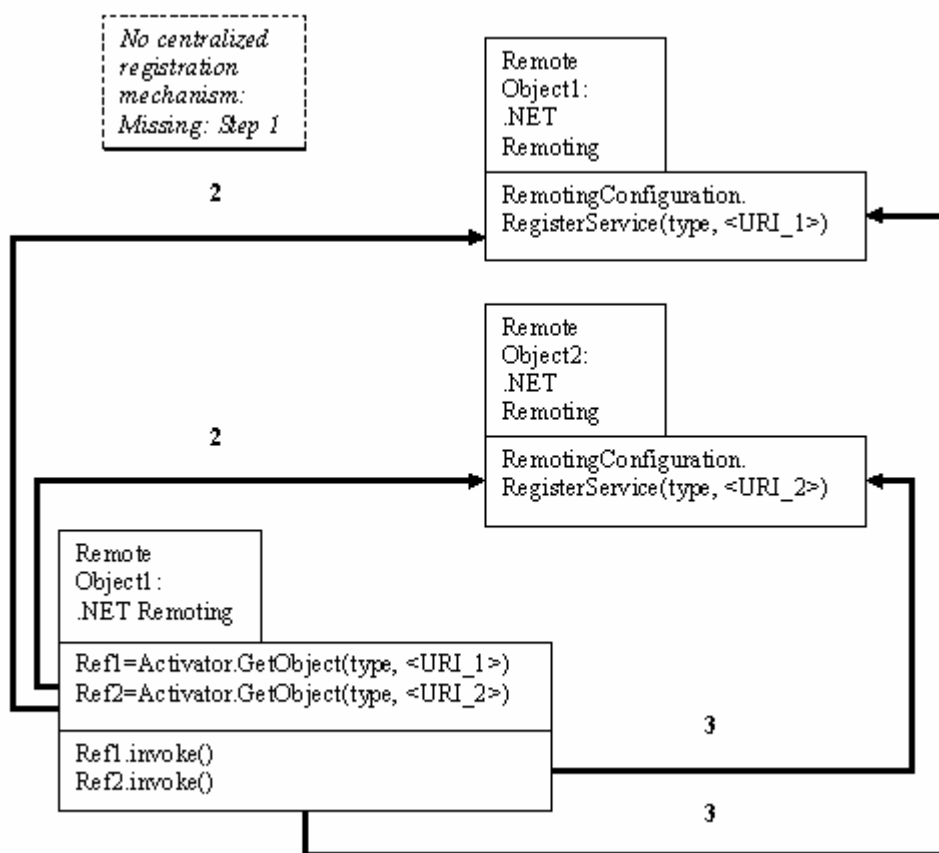 No centralized
registration
mechanism:
Missing: Step 1
Remote
Object1:
.NET
Remoting
2
RemotingConfiguration.
RegisterService(type, <URI_1>)
Remote
Object2:
.NET
Remoting
2
RemotingConfiguration.
RegisterService(type, <URI_2>)
Remote
Object1:
.NET Remoting
Ref1=Activator.GetObject(type, <URI_1>)
Ref2=Activator.GetObject(type, <URI_2>)
3
Ref1.invoke()
Ref2.invoke()
3